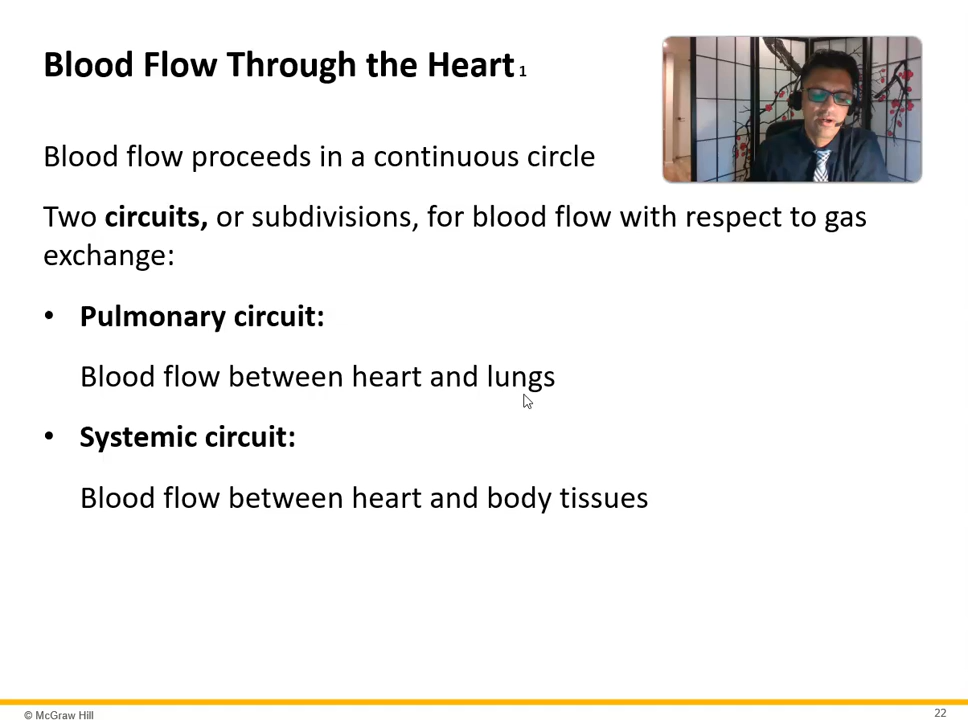 Blood Flow Through the Heart 1
Blood flow proceeds in a continuous circle
Two circuits, or subdivisions, for blood flow with respect to gas
exchange:
• Pulmonary circuit:
Blood flow between heart and lungs
• Systemic circuit:
Blood flow between heart and body tissues
© McGraw Hill
22